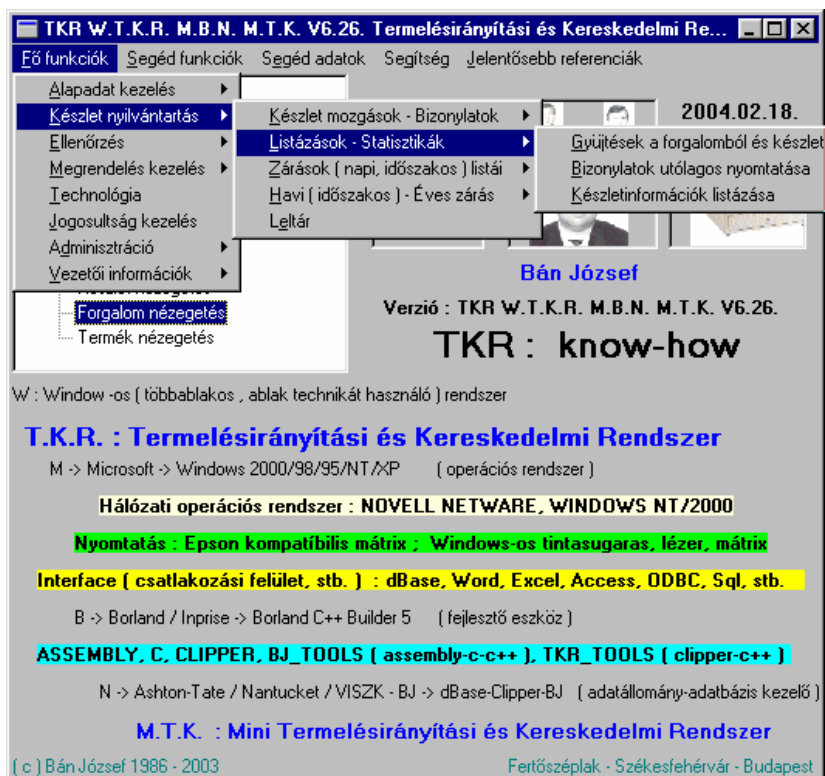 TKR W.T.K.R. M.B.N. M.T.K. V6.26. Termelésirányítási és Kereskedelmi Re...
Fő funkciók Segéd funkciók Segéd adatok Segítség Jelentősebb referenciák
Alapadat kezelés
Készlet nyilvántartás
Ellenőrzés
Megrendelés kezelés
Technológia
Jogosultság kezelés
Adminisztráció
Vezetői információk
Készlet mozgások - Bizonylatok
Listázások - Statisztikák
Zárások ( napi, időszakos ) listái
Havi ( időszakos ) - Éves zárás
Leltár
2004.02.18.
Gyüjtések a forgalomból és készlet
Bizonylatok utólagos nyomtatása
Készletinformációk listázása
Forgalom nézegetés
Termék nézegetés
Bán József
Verzió : TKR W.T.K.R. M.B.N. M.T.K. V6.26.
TKR : know-how
W : Window -os ( többablakos , ablak technikát használó ) rendszer
T.K.R. : Termelésirányítási és Kereskedelmi Rendszer
M -> Microsoft -> Windows 2000/98/95/NT/XP ( operációs rendszer )
Hálózati operációs rendszer : NOVELL NETWARE, WINDOWS NT/2000
Nyomtatás : Epson kompatíbilis mátrix ; Windows-os tintasugaras, lézer, mátrix
Interface ( csatlakozási felület, stb. ) : dBase, Word, Excel, Access, ODBC, Sql, stb.
B -> Borland / Inprise -> Borland C++ Builder 5 ( fejlesztő eszköz )
ASSEMBLY, C, CLIPPER, BJ_TOOLS ( assembly-c-c++ ), TKR_TOOLS ( clipper-c++ )
N -> Ashton-Tate / Nantucket / VISZK - BJ -> dBase-Clipper-BJ ( adatállomány-adatbázis kezelő )
M.T.K. : Mini Termelésirányítási és Kereskedelmi Rendszer
( c ) Bán József 1986 - 2003
Fertőszéplak - Székesfehérvár - Budapest